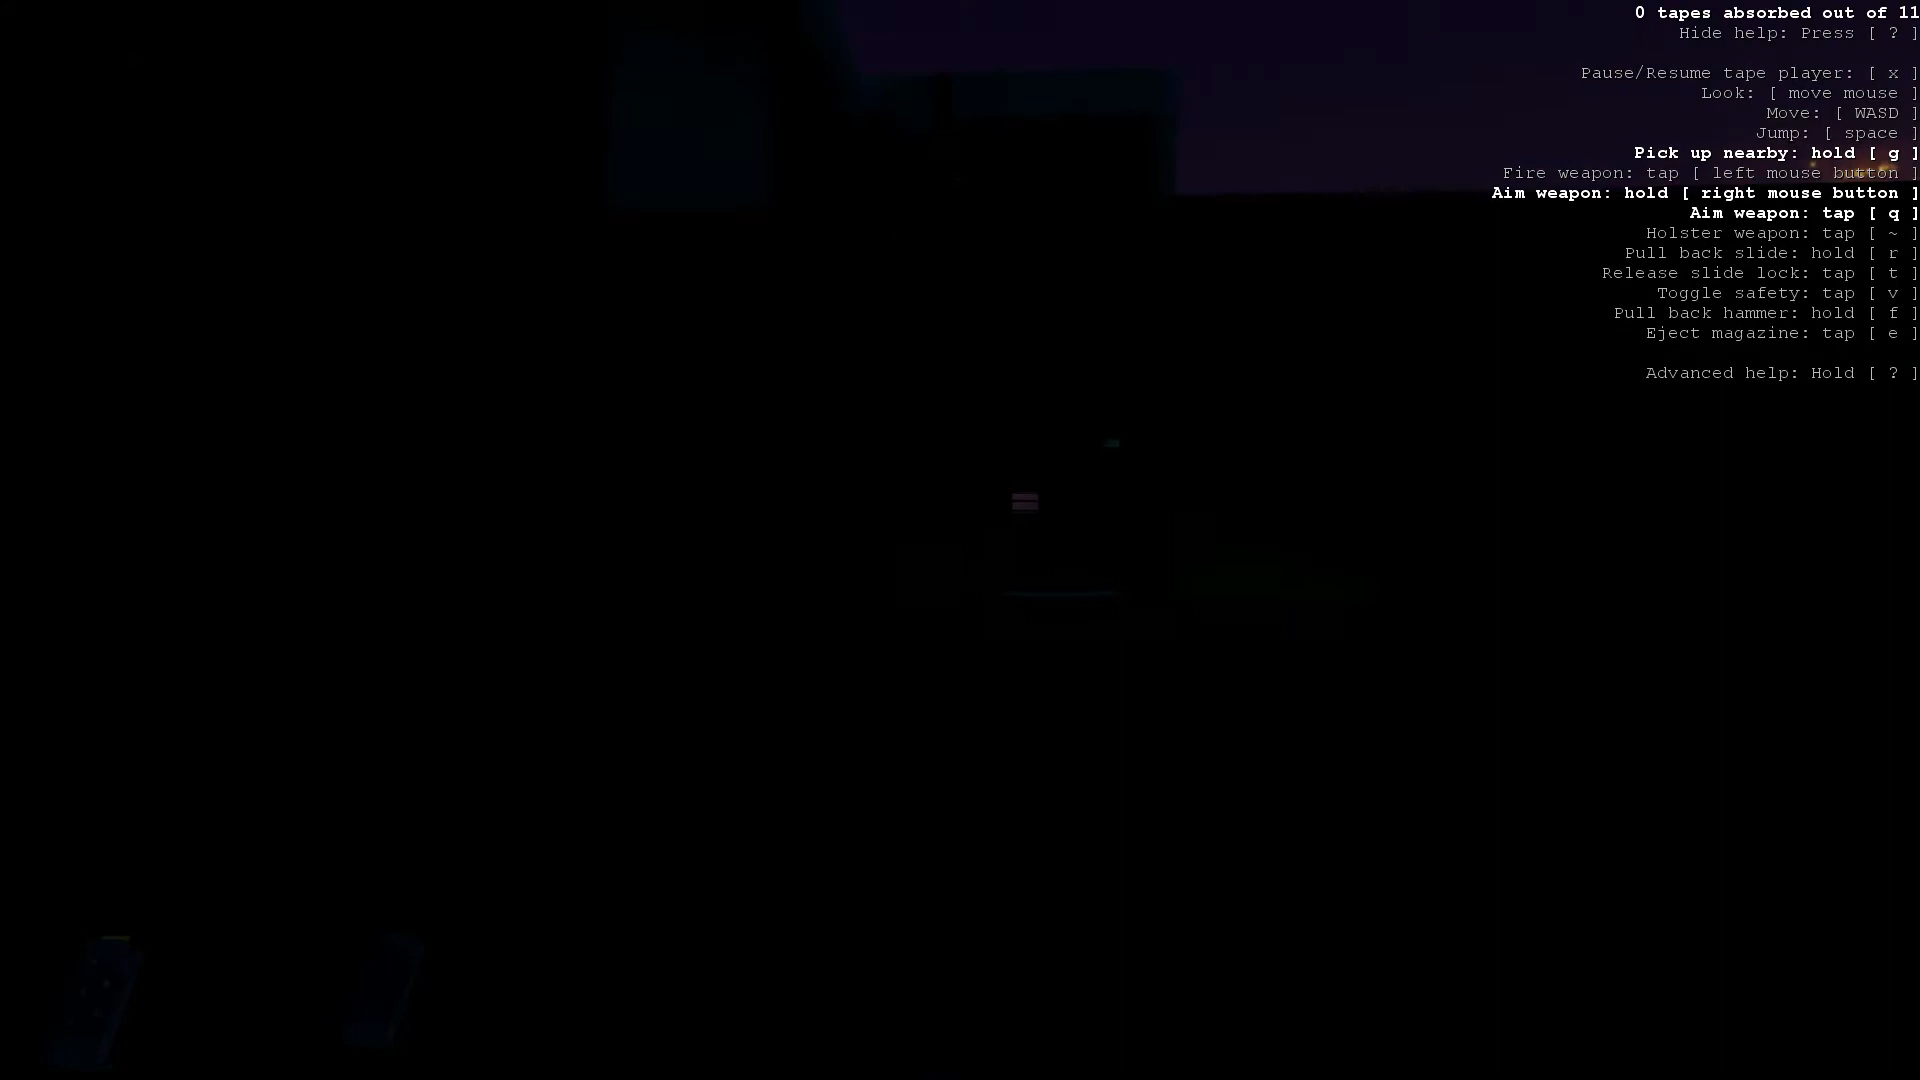 0 tapes absorbed out of 11
Hide help: Press [ ? ]
Pause/Resume tape player: [ x ]
Look: [ move mouse ]
Move: [ WASD ]
Jump: [ space ]
Pick up nearby: hold [ g ]
Fire weapon: tap [ left mouse button ]
Aim weapon: hold [ right mouse button ]
Aim weapon: tap [ q ]
Holster weapon: tap [ ~ ]
Pull back slide: hold [ r ]
Release slide lock: tap [ t ]
Toggle safety: tap [ v ]
Pull back hammer: hold [ f ]
Eject magazine: tap [ e ]
Advanced help: Hold [ ? ]